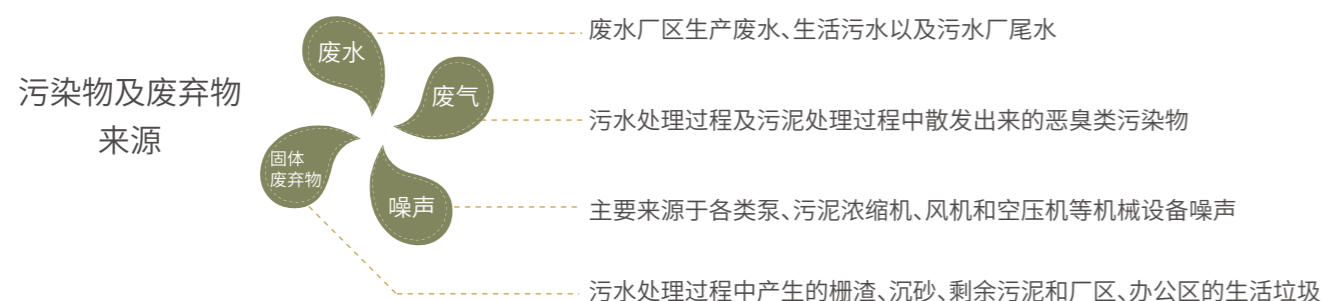 污染物及废弃物
来源
废水
废水厂区生产废水、生活污水以及污水厂尾水
废气
污水处理过程及污泥处理过程中散发出来的恶臭类污染物
噪声
主要来源于各类泵、污泥浓缩机、风机和空压机等机械设备噪声
固体
废弃物
污水处理过程中产生的栅渣、沉砂、剩余污泥和厂区、办公区的生活垃圾